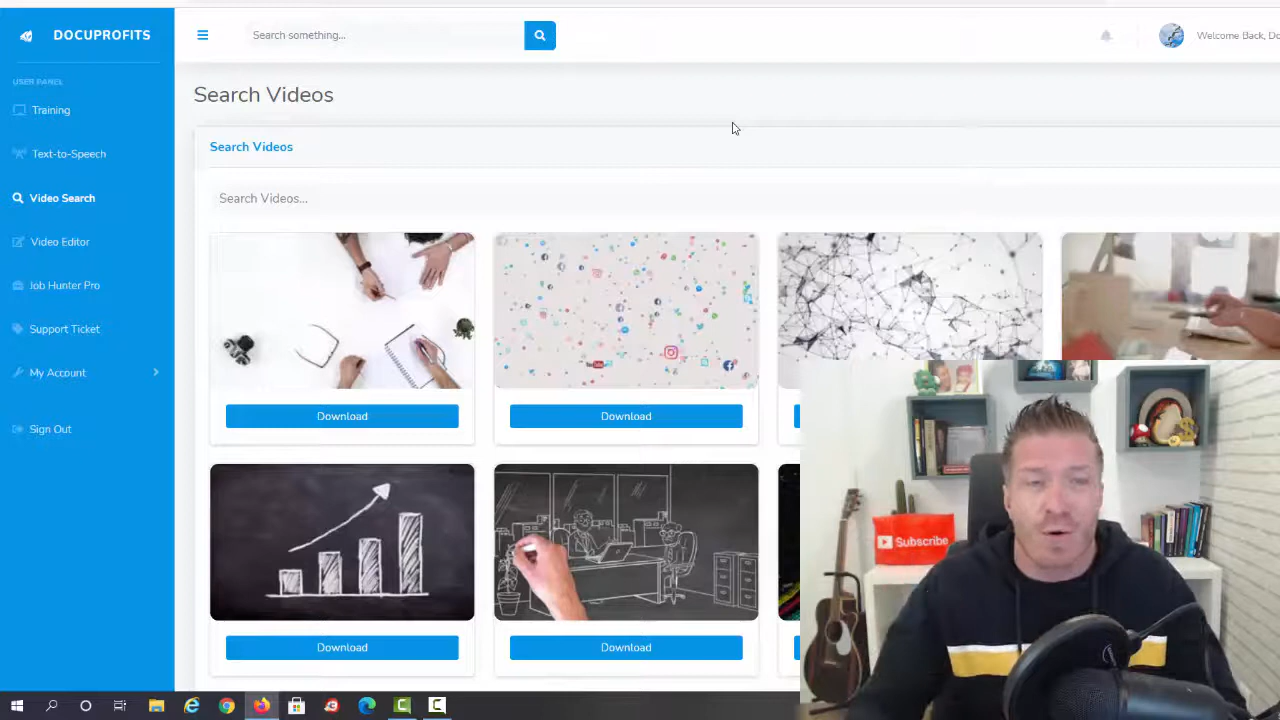 DOCUPROFITS
Search something...
Welcome Back, Do
USER PANEL
Training
Text-to-Speech
Video Search
Video Editor
Job Hunter Pro
Support Ticket
My Account
Sign Out
Search Videos
Search Videos
Search Videos...
Download
Download
Download
Download
Subscribe